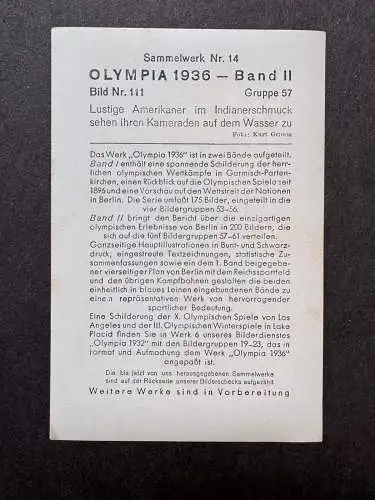 Sammelwerk Nr. 14
OLYMPIA 1936 — Band II
Bild Nr. 111 Gruppe 57
Lustige Amerikaner im Indianerschmuck
sehen ihren Kameraden auf dem Wasser zu
Foto: Kurt Grimm
Das Werk „Olympia 1936" ist in zwei Bände aufgeteilt.
Band I enthält eine spannende Schilderung der herr-
lichen olympischen Wettkämpfe in Garmisch-Parten-
kirchen, einen Rückblick auf die Olympischen Spiele seit
1896 und eine Vorschau auf den Wettstreit der Nationen
in Berlin. Die Serie umfaßt 175 Bilder, eingeteilt in die
vier Bildergruppen 53—56.
Band II bringt den Bericht über die einzigartigen
olympischen Erlebnisse von Berlin in 200 Bildern, die
sich auf die fünf Bildergruppen 57—61 verteilen.
Ganzseitige Hauptillustrationen in Bunt- und Schwarz-
druck, eingestreute Textzeichnungen, statistische Zu-
sammenfassungen sowie ein dem 1. Band beigegebe-
ner vierseitiger Plan von Berlin mit dem Reichssportfeld
und den übrigen Kampfbahnen gestalten die beiden
einheitlich in blaues Leinen eingebundenen Bände zu
einem repräsentativen Werk von hervorragender
sportlicher Bedeutung.
Eine Schilderung der X. Olympischen Spiele von Los
Angeles und der III. Olympischen Winterspiele in Lake
Placid finden Sie in Werk 6 unseres Bilderdienstes
„Olympia 1932" mit den Bildergruppen 19—23, das in
Format und Aufmachung dem Werk „Olympia 1936"
angepaßt ist.
Die bis jetzt von uns herausgegebenen Sammelwerke
sind auf der Rückseite unserer Bilderschecks aufgezählt
Weitere Werke sind in Vorbereitung